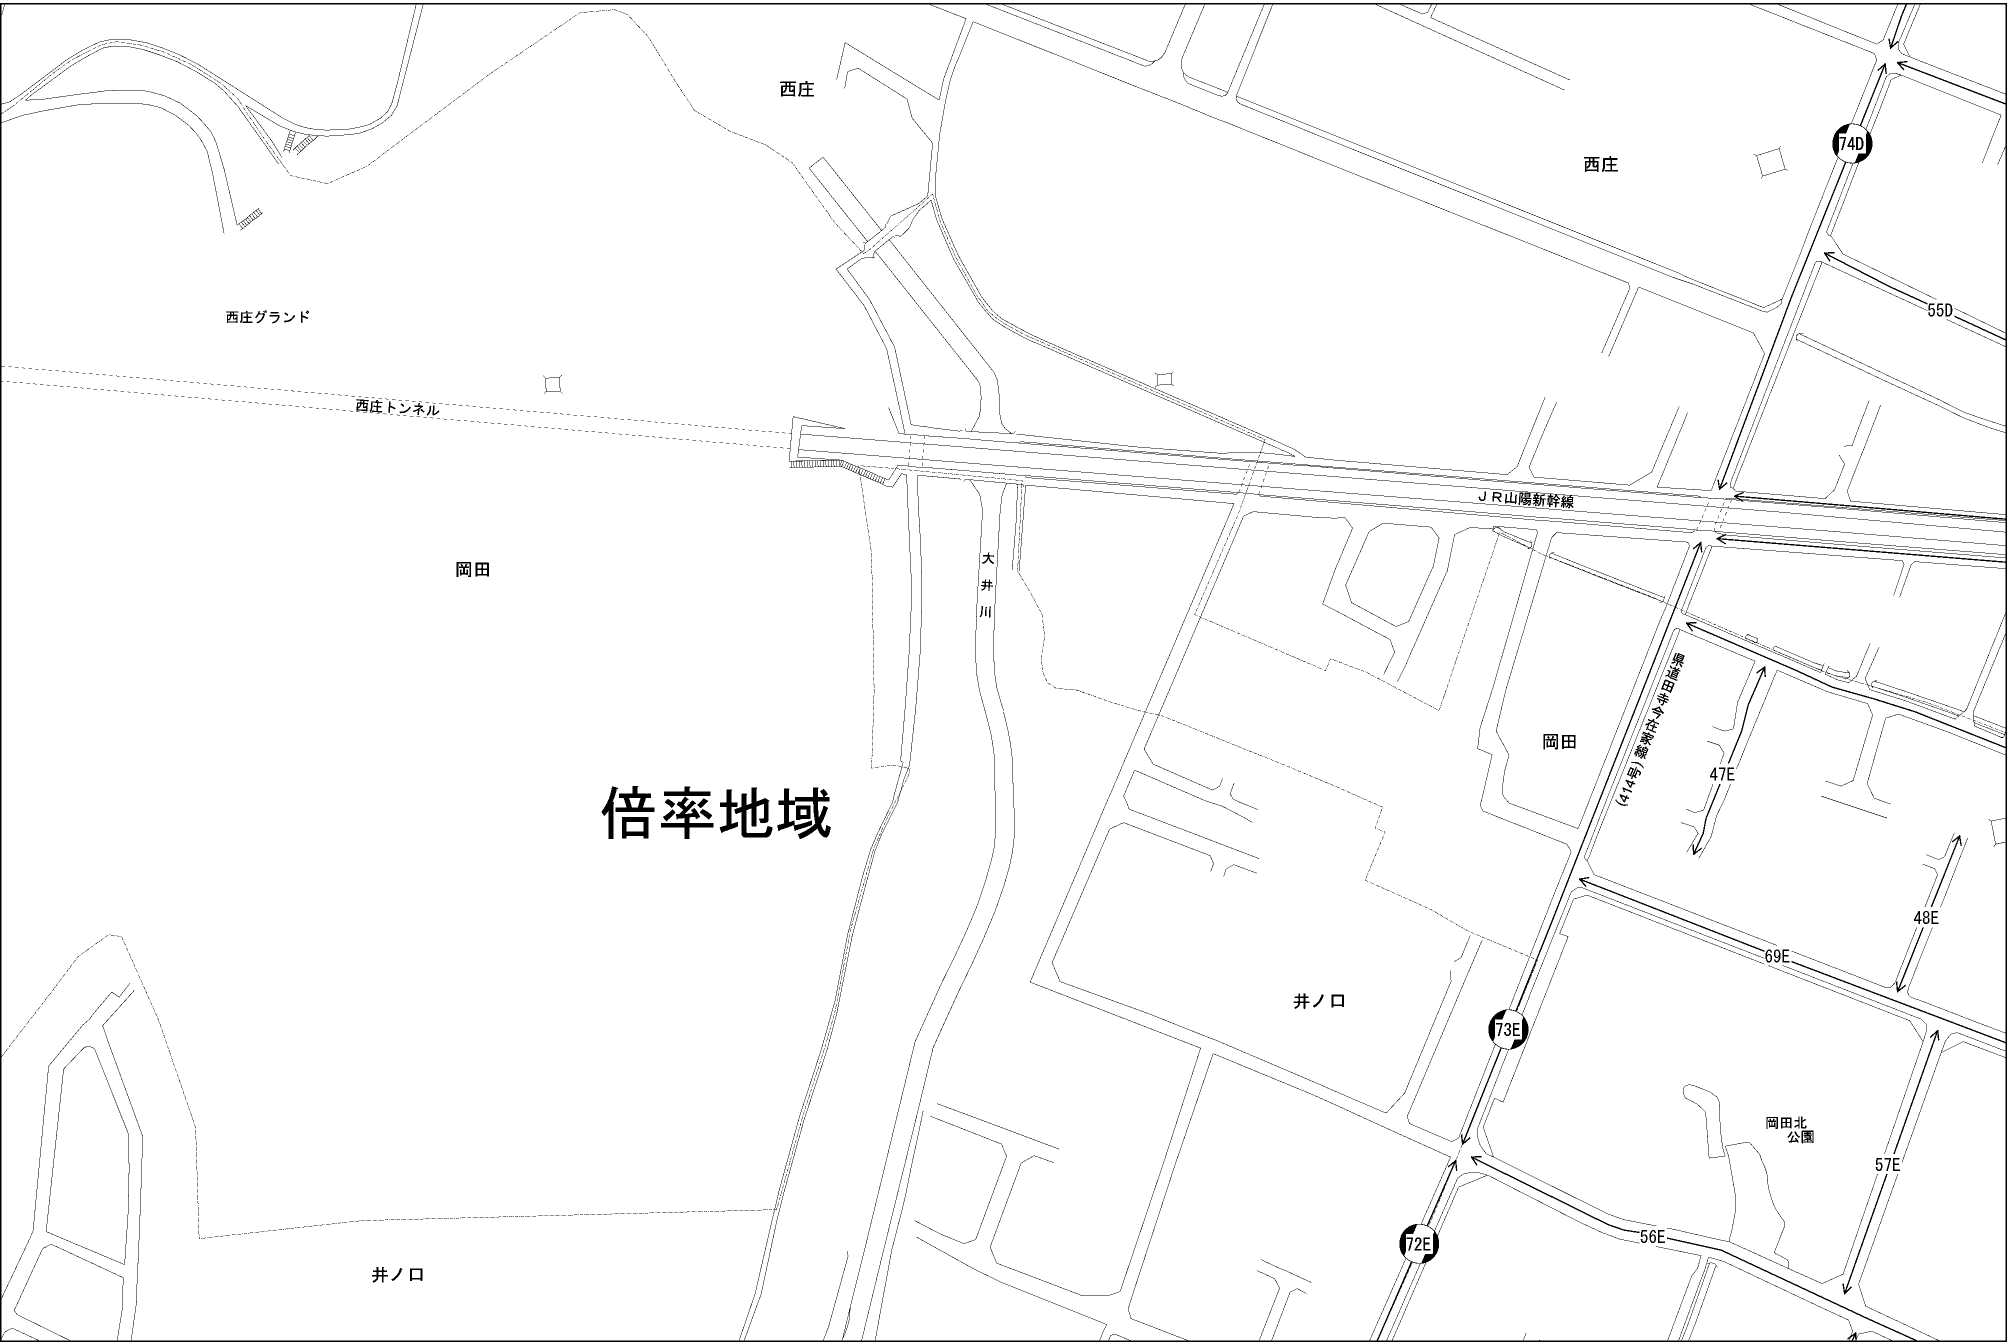 西庄
74D
西庄
55D
西庄グランド
西庄トンネル
JR山陽新幹線
岡田
大井川
県道田寺今在家線
(414号)
岡田
47E
倍率地域
48E
69E
井ノ口
73E
岡田北
公園
57E
56E
72E
井ノ口